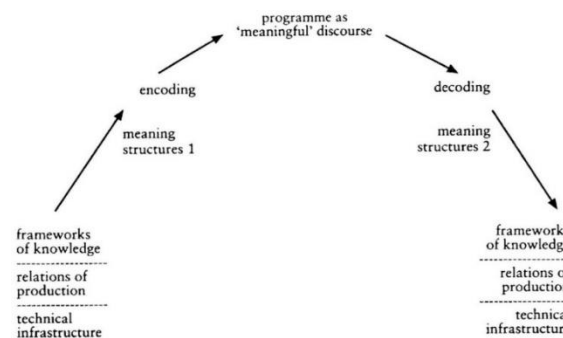 programme as
‘meaningful’ discourse
encoding
decoding
meaning
structures 1
meaning
structures 2
frameworks
of knowledge
relations of
production
technical
infrastructure
framework
of knowledg
relations o
production
technica
infrastructur